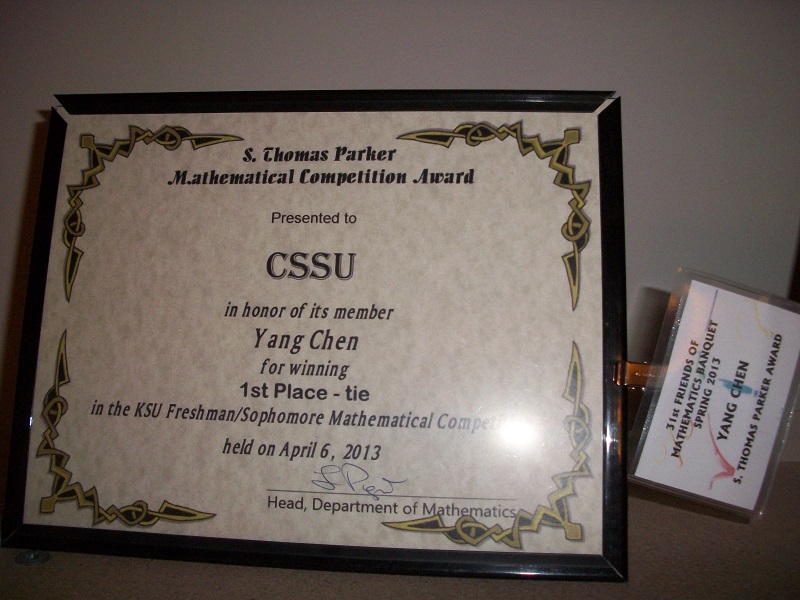 S. Thomas Parker
Mathematical Competition Award
Presented to
CSSU
in honor of its member
Yang Chen
for winning
1st Place - tie
in the KSU Freshman/Sophomore Mathematical
held on April 6, 2013
Head, Department of Mathematics
31st FRIENDS OF
MATHEMATICS BANQUET
SPRING 2013
YANG CHEN
S. THOMAS PARKER AWARD